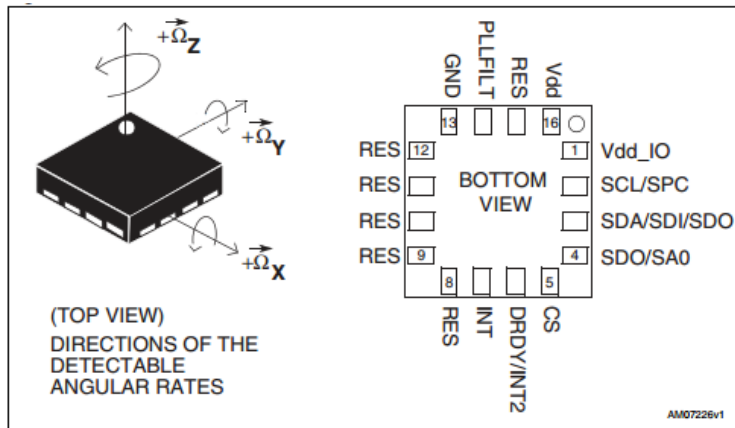 +Ω⃗Z
+Ω⃗Y
+Ω⃗X
(TOP VIEW)
DIRECTIONS OF THE
DETECTABLE
ANGULAR RATES
GND
PLLFILT
RES
Vdd
13
16
RES 12
1 Vdd_IO
RES
SCL/SPC
BOTTOM
VIEW
RES
SDA/SDI/SDO
RES 9
4 SDO/SA0
8
5
RES
INT
DRDY/INT2
CS
AM07226v1